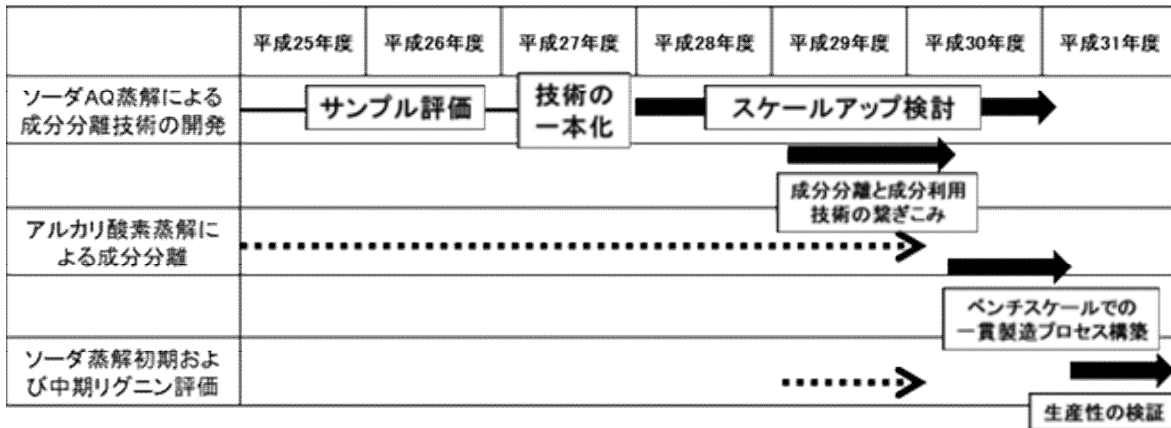 平成25年度
平成26年度
平成27年度
平成28年度
平成29年度
平成30年度
平成31年度
ソーダAQ蒸解による
成分分離技術の開発
サンプル評価
技術の
一本化
スケールアップ検討
成分分離と成分利用
技術の繋ぎこみ
アルカリ酸素蒸解に
よる成分分離
ベンチスケールでの
一貫製造プロセス構築
ソーダ蒸解初期およ
び中期リグニン評価
生産性の検証